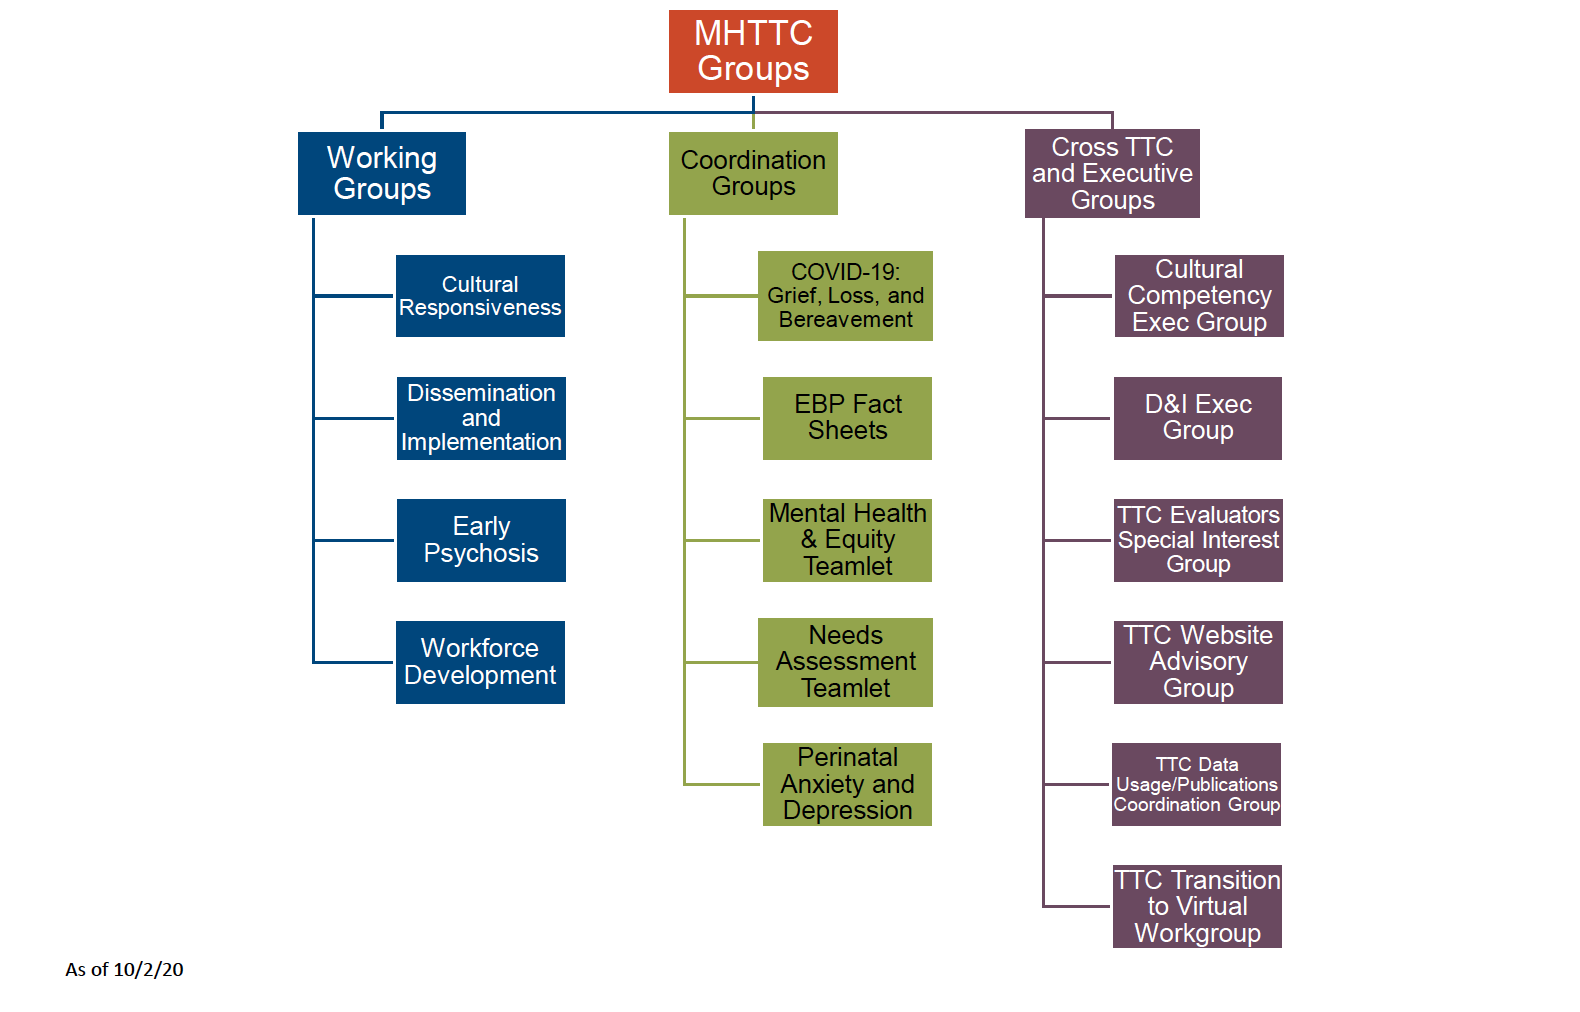 MHTTC
Groups
Working
Groups
Cultural
Responsiveness
Dissemination
and
Implementation
Early
Psychosis
Workforce
Development
Coordination
Groups
COVID-19:
Grief, Loss, and
Bereavement
EBP Fact
Sheets
Mental Health
& Equity
Teamlet
Needs
Assessment
Teamlet
Perinatal
Anxiety and
Depression
Cross TTC
and Executive
Groups
Cultural
Competency
Exec Group
D&I Exec
Group
TTC Evaluators
Special Interest
Group
TTC Website
Advisory
Group
TTC Data
Usage/Publications
Coordination Group
TTC Transition
to Virtual
Workgroup
As of 10/2/20